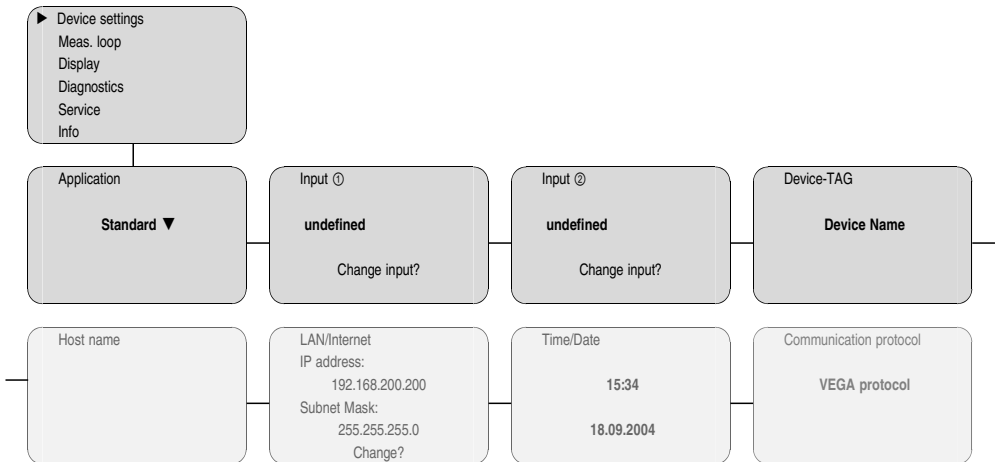 ▶ Device settings
Meas. loop
Display
Diagnostics
Service
Info
Application
Standard ▼
Input ①
undefined
Change input?
Input ②
undefined
Change input?
Device-TAG
Device Name
Host name
LAN/Internet
IP address:
192.168.200.200
Subnet Mask:
255.255.255.0
Change?
Time/Date
15:34
18.09.2004
Communication protocol
VEGA protocol